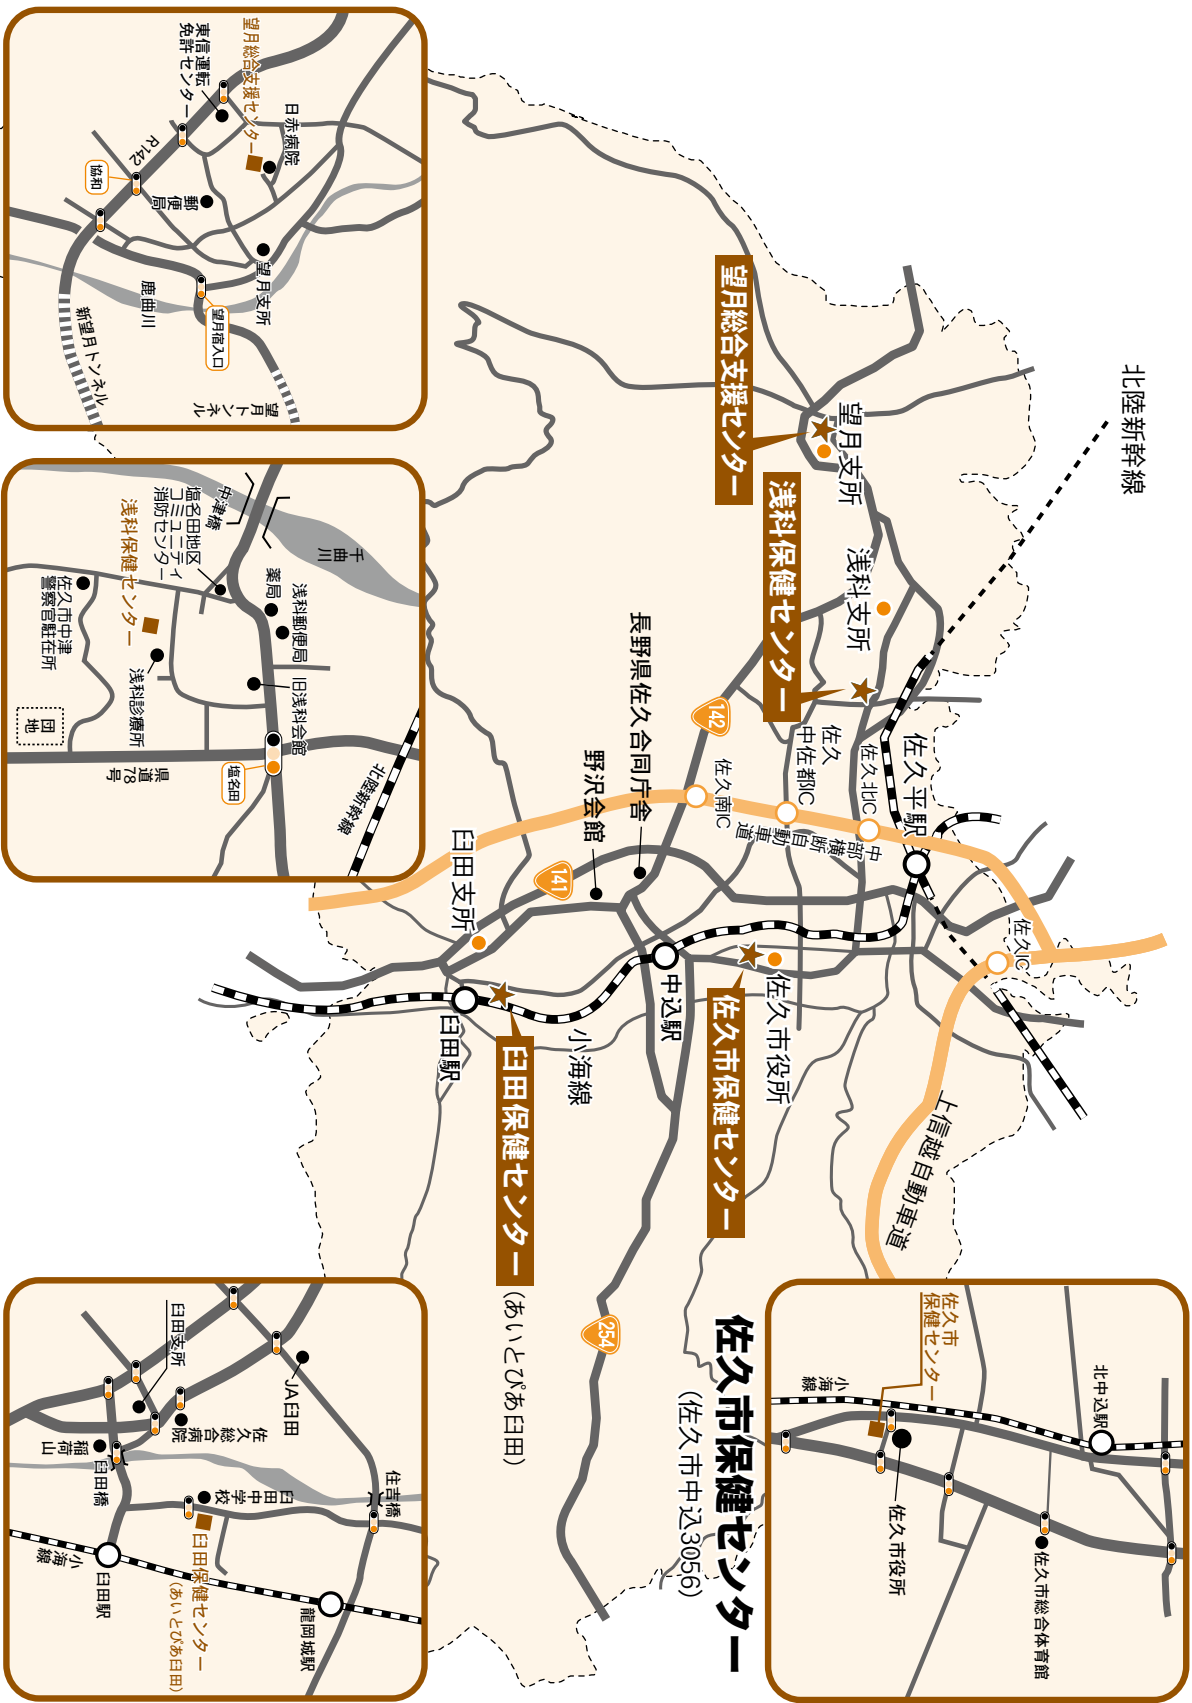 佐久市保健センター
（佐久市中込3056）
北陸新幹線
望月支所
望月総合支援センター
浅科支所
浅科保健センター
長野県佐久合同庁舎
野沢会館
142
佐久南IC
佐久
中佐都IC
佐久北IC
佐久平駅
中部横断自動車道
佐久IC
141
臼田支所
中込駅
佐久市役所
佐久市保健センター
臼田駅
小海線
臼田保健センター
（あいとぴあ臼田）
上信越自動車道
254
望月総合支援センター
東信運転
免許センター
日赤病院
R142
協和
郵便局
望月支所
鹿曲川
望月宿入口
新望月トンネル
望月トンネル
中津橋
千曲川
塩名田地区
コミュニティ
消防センター
浅科保健センター
薬局
浅科郵便局
佐久市中津
警察官駐在所
浅科診療所
旧浅科会館
団地
県道78号
塩名田
北陸新幹線
臼田支所
JA臼田
佐久総合病院
稲荷山
臼田橋
住吉橋
臼田中学校
臼田保健センター
（あいとぴあ臼田）
小海線
臼田駅
龍岡城駅
佐久市
保健センター
小海線
北中込駅
佐久市役所
佐久市総合体育館